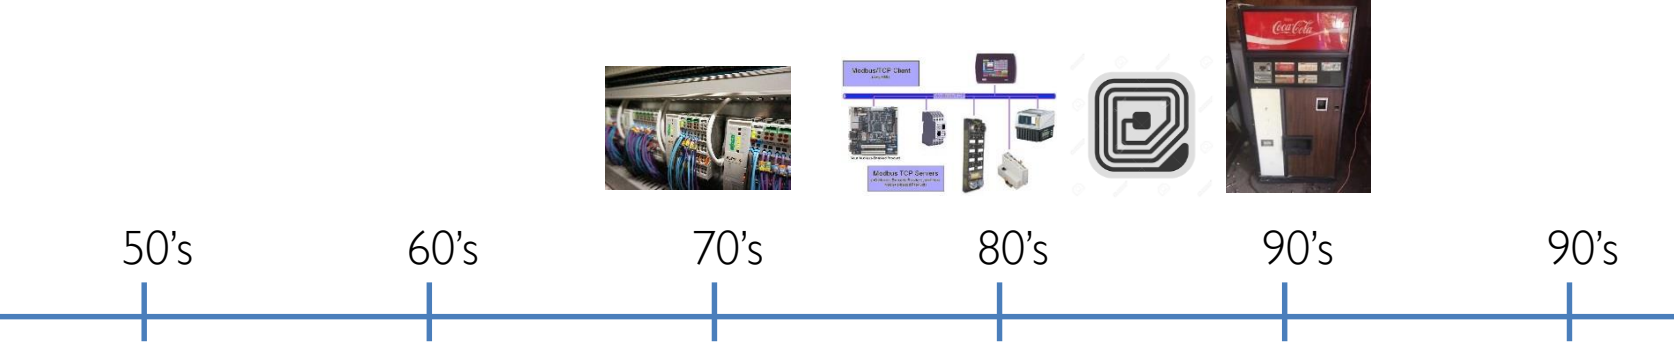 Coca-Cola
Modbus/TCP Client
Modbus TCP Servers
50's
60's
70's
80's
90's
90's